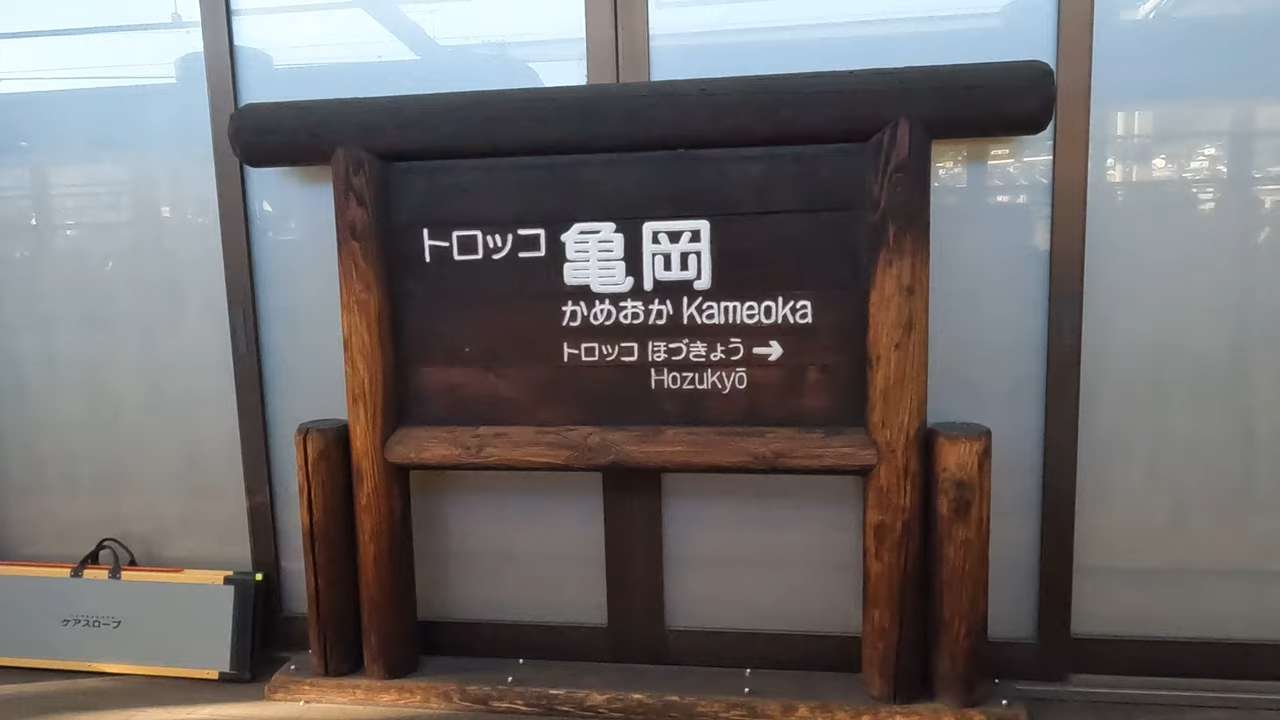 トロッコ 亀岡
かめおか Kameoka
トロッコ ほづきょう →
Hozukyō
ケアスロープ